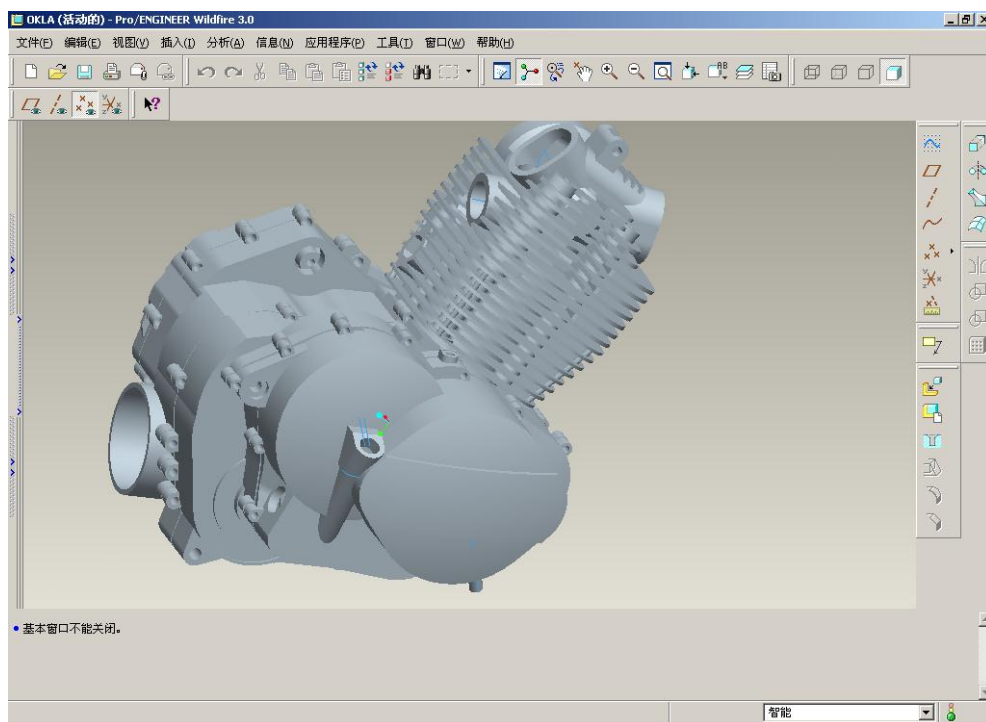 OKLA (活动的) - Pro/ENGINEER Wildfire 3.0
文件(F) 编辑(E) 视图(V) 插入(I) 分析(A) 信息(N) 应用程序(P) 工具(T) 窗口(W) 帮助(H)
基本窗口不能关闭。
智能